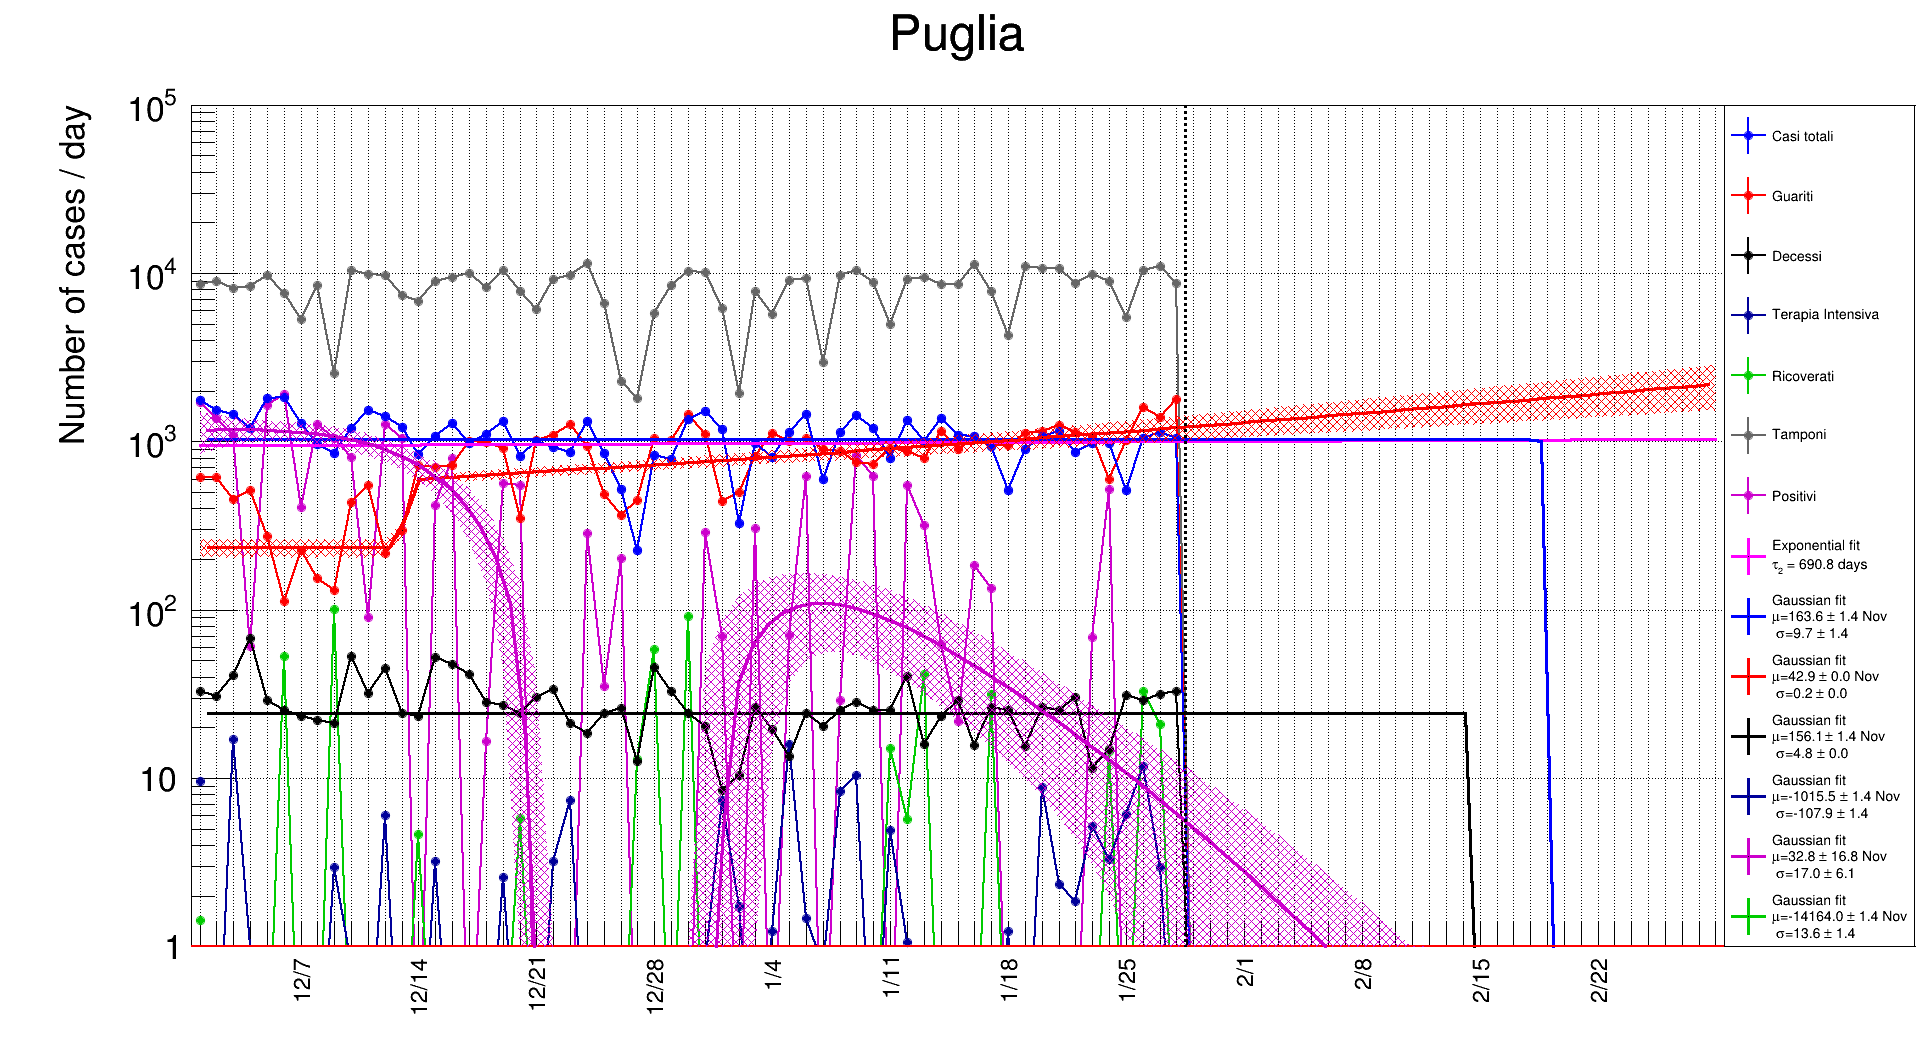 Puglia
Number of cases / day
10^5
10^4
10^3
10^2
10
1
12/7
12/14
12/21
12/28
1/4
1/11
1/18
1/25
2/1
2/8
2/15
2/22
Casi totali
Guariti
Decessi
Terapia Intensiva
Ricoverati
Tamponi
Positivi
Exponential fit
τ₂ = 690.8 days
Gaussian fit
μ=163.6 ± 1.4 Nov
σ=9.7 ± 1.4
Gaussian fit
μ=42.9 ± 0.0 Nov
σ=0.2 ± 0.0
Gaussian fit
μ=156.1 ± 1.4 Nov
σ=4.8 ± 0.0
Gaussian fit
μ=-1015.5 ± 1.4 Nov
σ=-107.9 ± 1.4
Gaussian fit
μ=32.8 ± 16.8 Nov
σ=17.0 ± 6.1
Gaussian fit
μ=-14164.0 ± 1.4 Nov
σ=13.6 ± 1.4